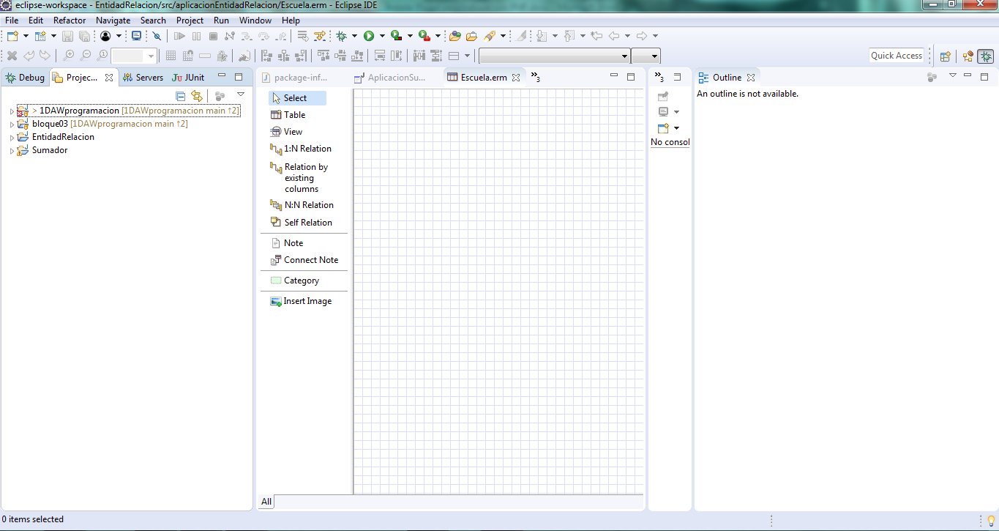 eclipse-workspace - EntidadRelacion/src/aplicacionEntidadRelacion/Escuela.erm - Eclipse IDE
File Edit Refactor Navigate Search Project Run Window Help
Quick Access
Debug Projec... Servers JUnit
package-inf... AplicacionSu... Escuela.erm »3
»3
Outline
> 1DAWprogramacion [1DAWprogramacion main ↑2]
bloque03 [1DAWprogramacion main ↑2]
EntidadRelacion
Sumador
Select
Table
View
1:N Relation
Relation by
existing
columns
N:N Relation
Self Relation
Note
Connect Note
Category
Insert Image
All
No consol
An outline is not available.
0 items selected